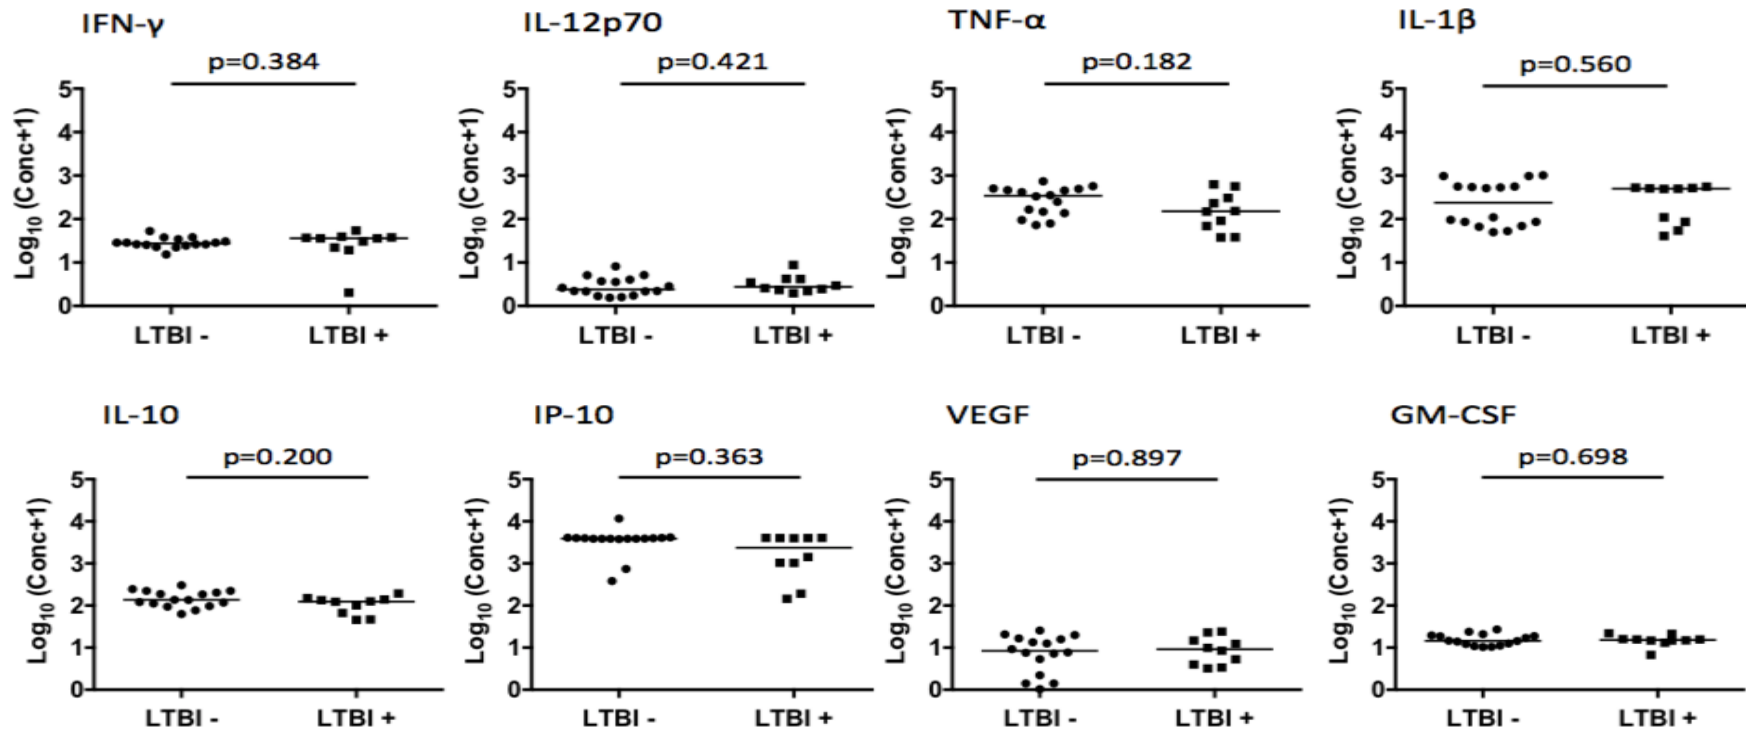 IFN-γ
p=0.384
Log10 (Conc+1)
5
4
3
2
1
0
LTBI -
LTBI +
IL-12p70
p=0.421
Log10 (Conc+1)
5
4
3
2
1
0
LTBI -
LTBI +
TNF-α
p=0.182
Log10 (Conc+1)
5
4
3
2
1
0
LTBI -
LTBI +
IL-1β
p=0.560
Log10 (Conc+1)
5
4
3
2
1
0
LTBI -
LTBI +
IL-10
p=0.200
Log10 (Conc+1)
5
4
3
2
1
0
LTBI -
LTBI +
IP-10
p=0.363
Log10 (Conc+1)
5
4
3
2
1
0
LTBI -
LTBI +
VEGF
p=0.897
Log10 (Conc+1)
5
4
3
2
1
0
LTBI -
LTBI +
GM-CSF
p=0.698
Log10 (Conc+1)
5
4
3
2
1
0
LTBI -
LTBI +